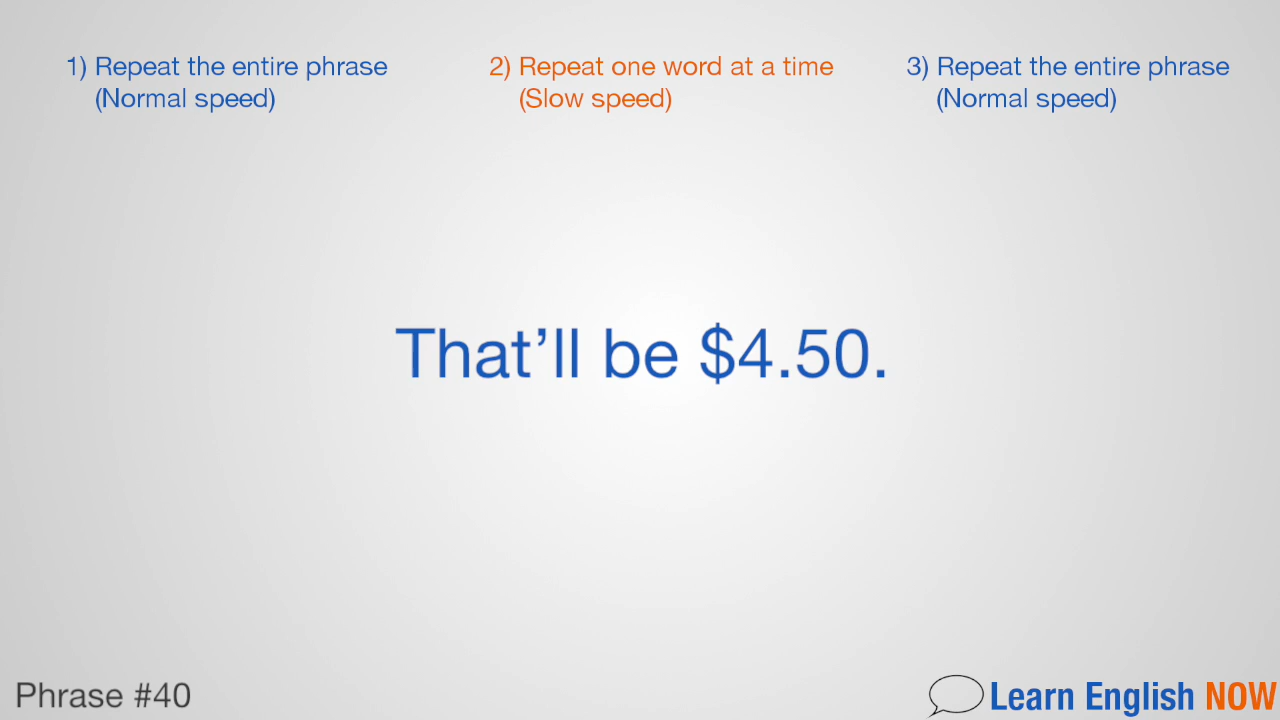 1) Repeat the entire phrase
(Normal speed)
2) Repeat one word at a time
(Slow speed)
3) Repeat the entire phrase
(Normal speed)
That’ll be $4.50.
Phrase #40
Learn English NOW